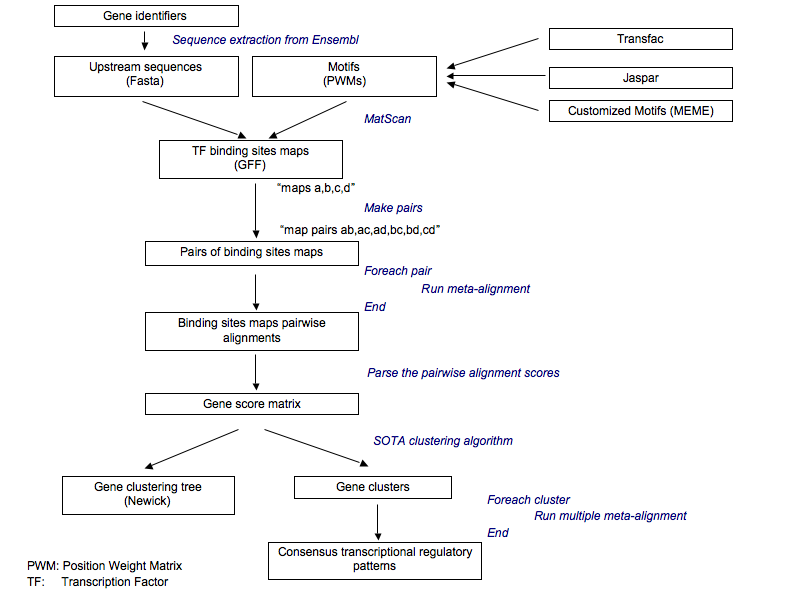 Gene identifiers
Sequence extraction from Ensembl
Transfac
Upstream sequences
(Fasta)
Motifs
(PWMs)
Jaspar
Customized Motifs (MEME)
MatScan
TF binding sites maps
(GFF)
“maps a,b,c,d”
Make pairs
“map pairs ab,ac,ad,bc,bd,cd”
Pairs of binding sites maps
Foreach pair
Run meta-alignment
End
Binding sites maps pairwise
alignments
Parse the pairwise alignment scores
Gene score matrix
SOTA clustering algorithm
Gene clustering tree
(Newick)
Gene clusters
Foreach cluster
Run multiple meta-alignment
End
Consensus transcriptional regulatory
patterns
PWM: Position Weight Matrix
TF: Transcription Factor